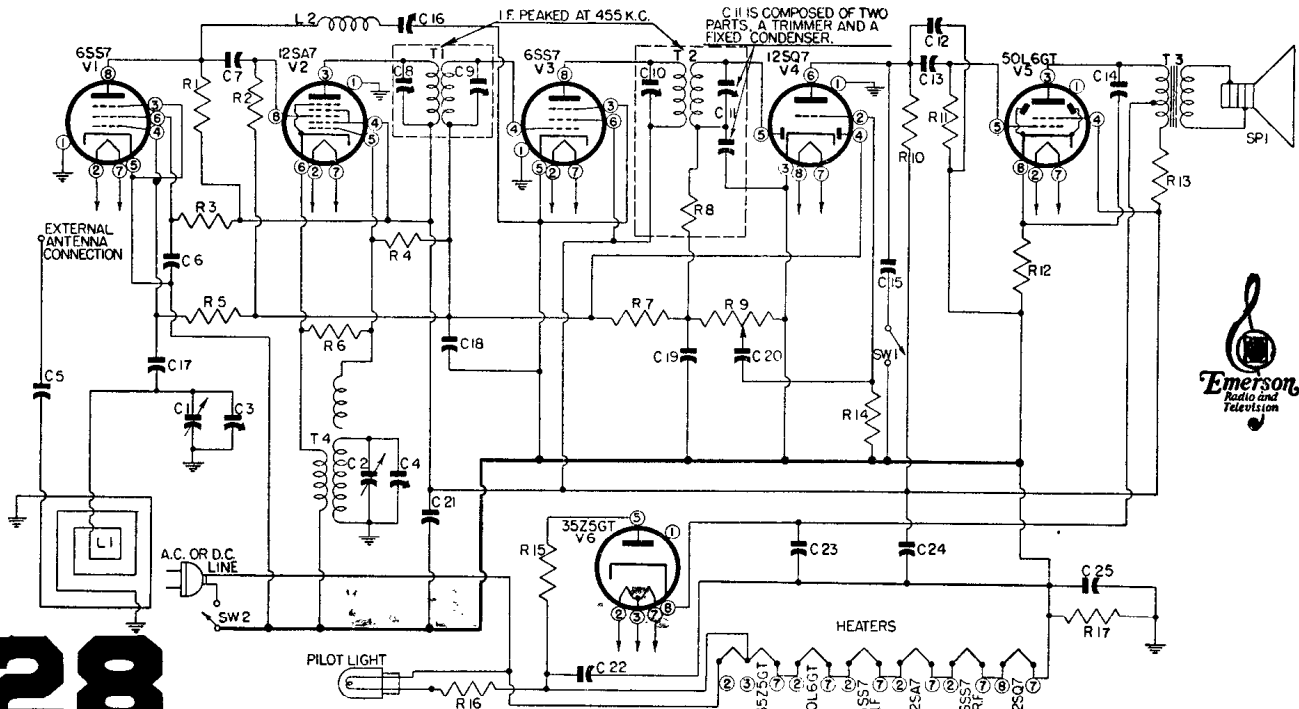 6SS7
V1
L2
C16
C7
12SA7
V2
I.F. PEAKED AT 455 K.C.
T1
C8
C9
6SS7
V3
C10
T2
C11 IS COMPOSED OF TWO
PARTS, A TRIMMER AND A
FIXED CONDENSER.
C11
12SQ7
V4
C12
C13
50L6GT
V5
C14
T3
SP1
R1
R2
R3
R4
R5
R6
R7
R8
R9
R10
R11
R12
R13
EXTERNAL
ANTENNA
CONNECTION
C6
C17
C5
C1
C3
C18
C19
C20
C15
SW1
R14
T4
C2
C4
C21
L1
A.C. OR D.C.
LINE
SW2
Emerson
Radio and
Television
35Z5GT
V6
R15
C23
C24
C25
R17
C22
HEATERS
PILOT LIGHT
R16
28
35Z5GT
50L6GT
12SA7
12SQ7